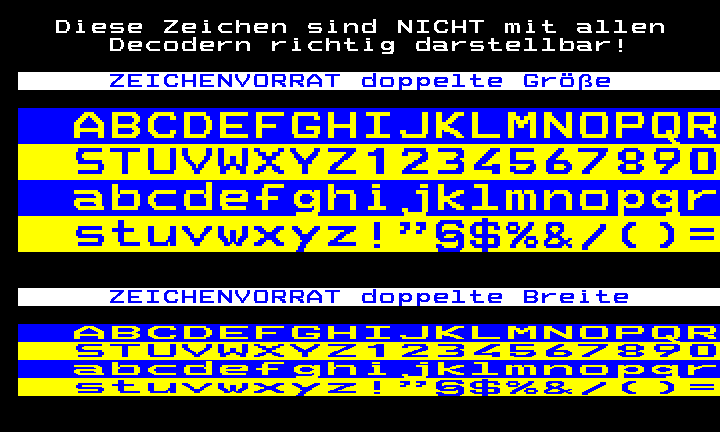 Diese Zeichen sind NICHT mit allen
Decodern richtig darstellbar!
ZEICHENVORRAT doppelte Größe
ABCDEFGHIJKLMNOPQR
STUVWXYZ1234567890
abcdefghijklmnopqr
stuvwxyz!"§$%&/()=
ZEICHENVORRAT doppelte Breite
ABCDEFGHIJKLMNOPQR
STUVWXYZ1234567890
abcdefghijklmnopqr
stuvwxyz!"§$%&/()=